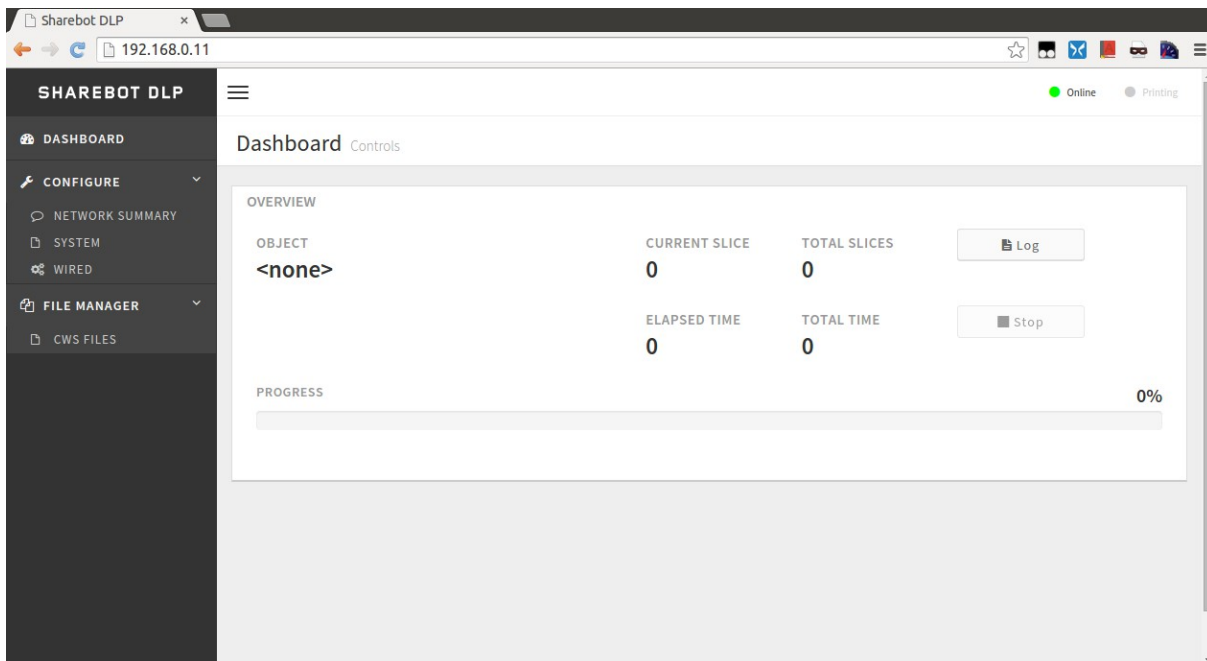 Sharebot DLP
192.168.0.11
SHAREBOT DLP
Online Printing
DASHBOARD
Dashboard Controls
CONFIGURE
NETWORK SUMMARY
SYSTEM
WIRED
FILE MANAGER
CWS FILES
OVERVIEW
OBJECT
<none>
CURRENT SLICE TOTAL SLICES
0 0
Log
ELAPSED TIME TOTAL TIME
0 0
Stop
PROGRESS
0%